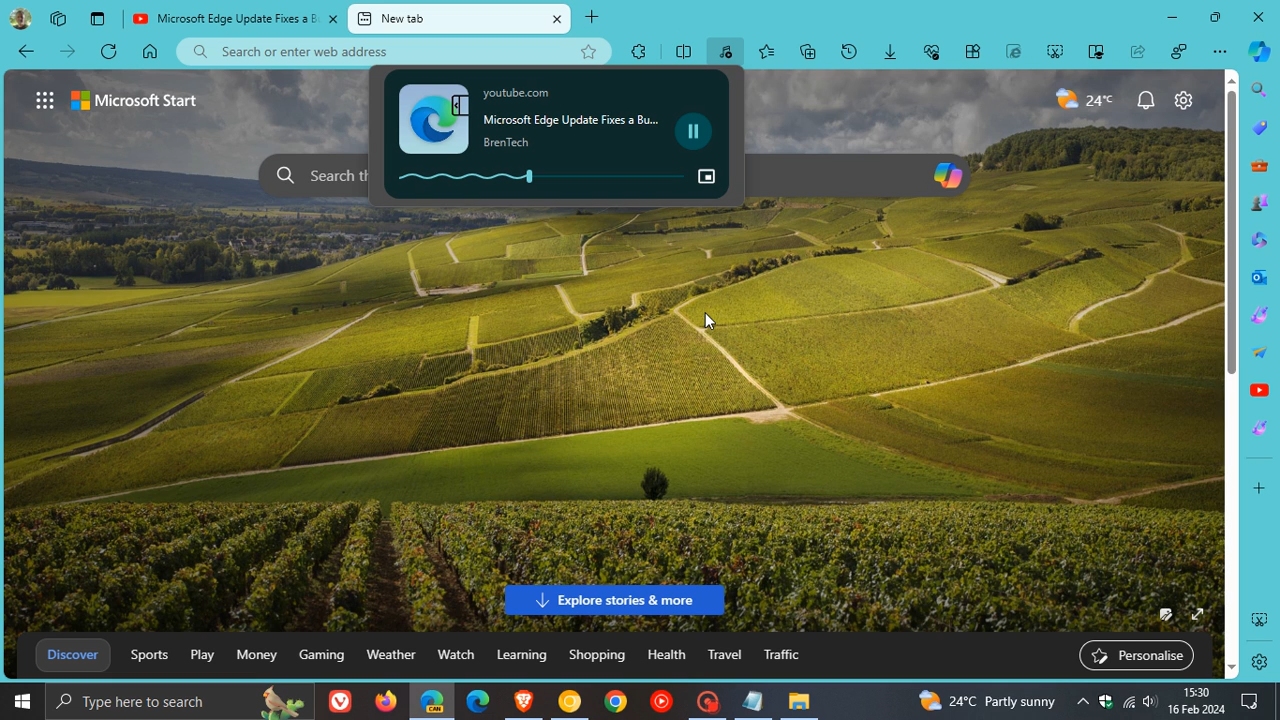 Microsoft Edge Update Fixes a B
New tab
Search or enter web address
Microsoft Start
24°C
youtube.com
Microsoft Edge Update Fixes a Bu...
BrenTech
Search th
Explore stories & more
Discover
Sports
Play
Money
Gaming
Weather
Watch
Learning
Shopping
Health
Travel
Traffic
Personalise
Type here to search
CAN
24°C Partly sunny
15:30
16 Feb 2024